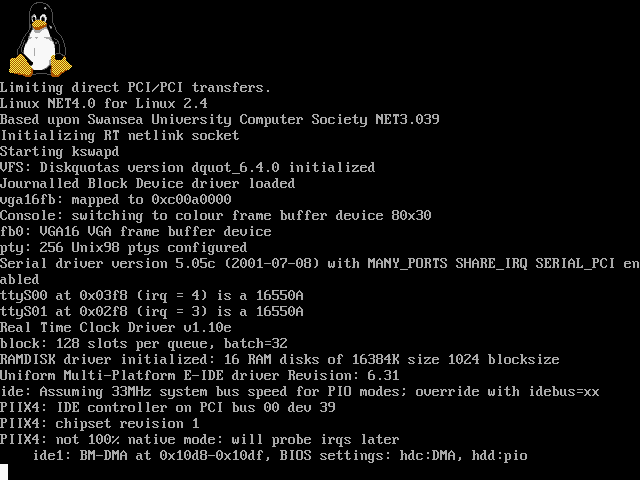 Limiting direct PCI/PCI transfers.
Linux NET4.0 for Linux 2.4
Based upon Swansea University Computer Society NET3.039
Initializing RT netlink socket
Starting kswapd
VFS: Diskquotas version dquot_6.4.0 initialized
Journalled Block Device driver loaded
vga16fb: mapped to 0xc00a0000
Console: switching to colour frame buffer device 80x30
fb0: VGA16 VGA frame buffer device
pty: 256 Unix98 ptys configured
Serial driver version 5.05c (2001-07-08) with MANY_PORTS SHARE_IRQ SERIAL_PCI en
abled
ttyS00 at 0x03f8 (irq = 4) is a 16550A
ttyS01 at 0x02f8 (irq = 3) is a 16550A
Real Time Clock Driver v1.10e
block: 128 slots per queue, batch=32
RAMDISK driver initialized: 16 RAM disks of 16384K size 1024 blocksize
Uniform Multi-Platform E-IDE driver Revision: 6.31
ide: Assuming 33MHz system bus speed for PIO modes; override with idebus=xx
PIIX4: IDE controller on PCI bus 00 dev 39
PIIX4: chipset revision 1
PIIX4: not 100% native mode: will probe irqs later
    ide1: BM-DMA at 0x10d8-0x10df, BIOS settings: hdc:DMA, hdd:pio